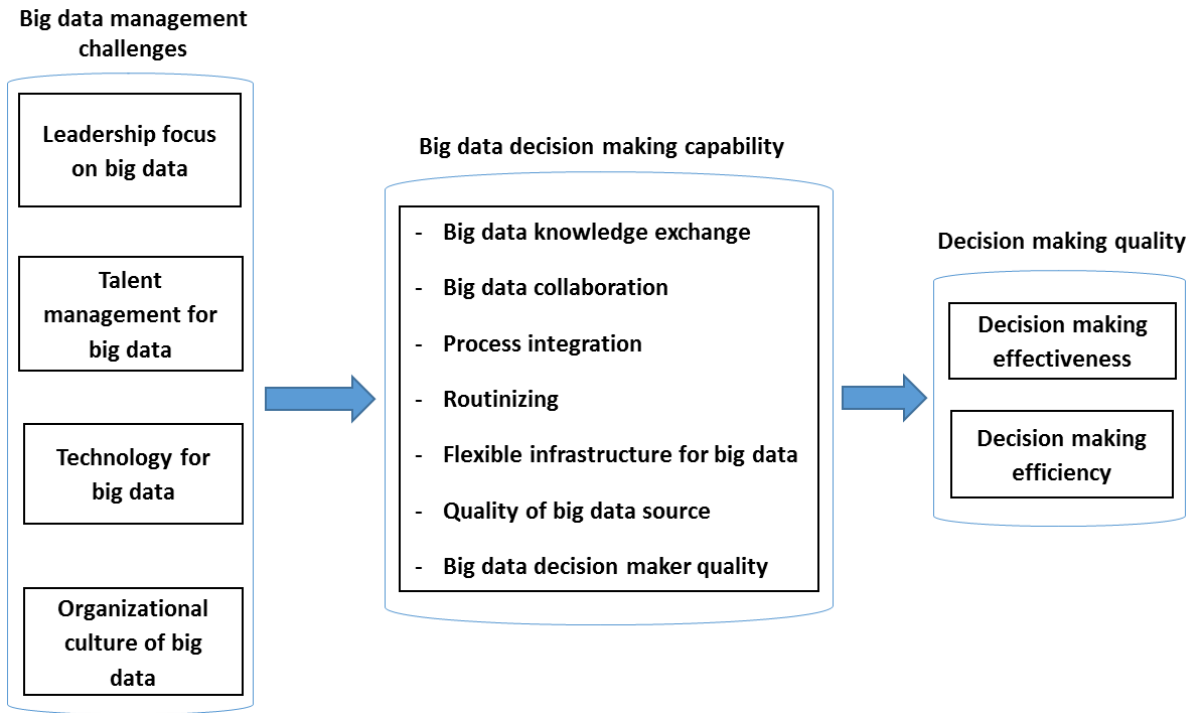 Big data management
challenges
Leadership focus
on big data
Talent
management for
big data
Technology for
big data
Organizational
culture of big
data
Big data decision making capability
- Big data knowledge exchange
- Big data collaboration
- Process integration
- Routinizing
- Flexible infrastructure for big data
- Quality of big data source
- Big data decision maker quality
Decision making quality
Decision making
effectiveness
Decision making
efficiency